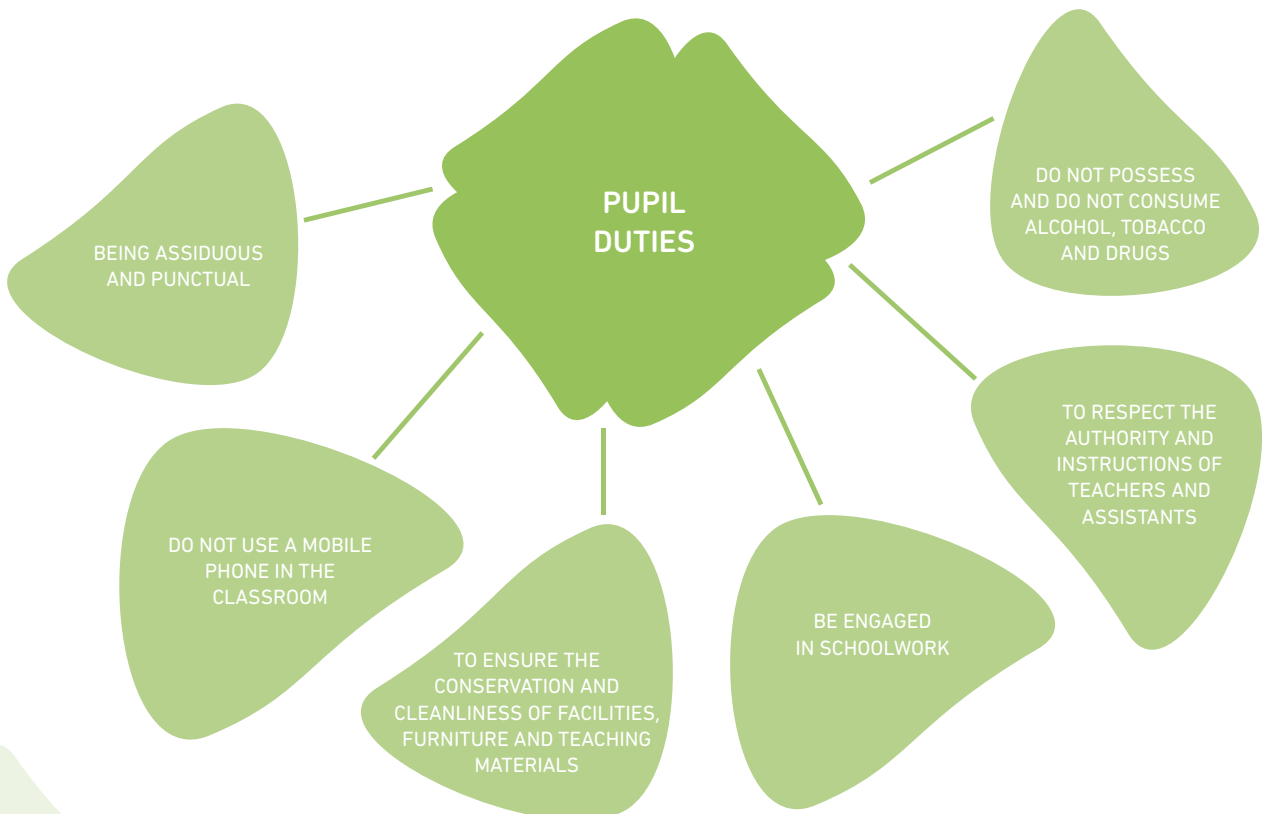 PUPIL
DUTIES
BEING ASSIDUOUS
AND PUNCTUAL
DO NOT USE A MOBILE
PHONE IN THE
CLASSROOM
TO ENSURE THE
CONSERVATION AND
CLEANLINESS OF FACILITIES,
FURNITURE AND TEACHING
MATERIALS
BE ENGAGED
IN SCHOOLWORK
TO RESPECT THE
AUTHORITY AND
INSTRUCTIONS OF
TEACHERS AND
ASSISTANTS
DO NOT POSSESS
AND DO NOT CONSUME
ALCOHOL, TOBACCO
AND DRUGS